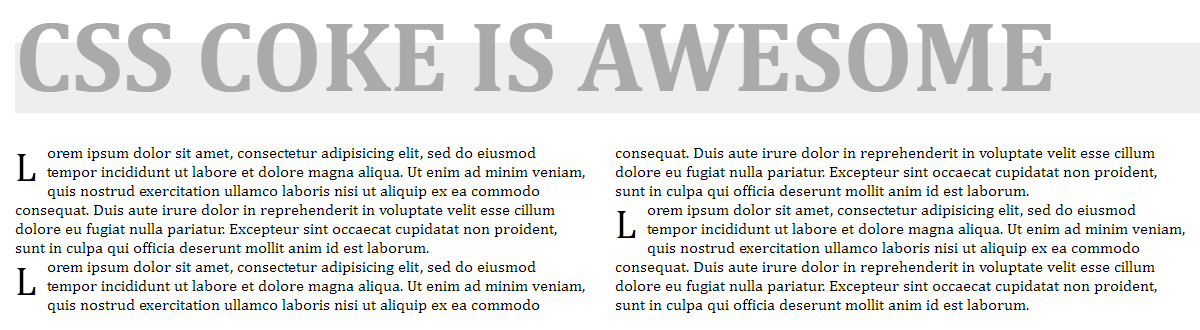 CSS COKE IS AWESOME
Lorem ipsum dolor sit amet, consectetur adipisicing elit, sed do eiusmod
tempor incididunt ut labore et dolore magna aliqua. Ut enim ad minim veniam,
quis nostrud exercitation ullamco laboris nisi ut aliquip ex ea commodo
consequat. Duis aute irure dolor in reprehenderit in voluptate velit esse cillum
dolore eu fugiat nulla pariatur. Excepteur sint occaecat cupidatat non proident,
sunt in culpa qui officia deserunt mollit anim id est laborum.
Lorem ipsum dolor sit amet, consectetur adipisicing elit, sed do eiusmod
tempor incididunt ut labore et dolore magna aliqua. Ut enim ad minim veniam,
quis nostrud exercitation ullamco laboris nisi ut aliquip ex ea commodo
consequat. Duis aute irure dolor in reprehenderit in voluptate velit esse cillum
dolore eu fugiat nulla pariatur. Excepteur sint occaecat cupidatat non proident,
sunt in culpa qui officia deserunt mollit anim id est laborum.
Lorem ipsum dolor sit amet, consectetur adipisicing elit, sed do eiusmod
tempor incididunt ut labore et dolore magna aliqua. Ut enim ad minim veniam,
quis nostrud exercitation ullamco laboris nisi ut aliquip ex ea commodo
consequat. Duis aute irure dolor in reprehenderit in voluptate velit esse cillum
dolore eu fugiat nulla pariatur. Excepteur sint occaecat cupidatat non proident,
sunt in culpa qui officia deserunt mollit anim id est laborum.